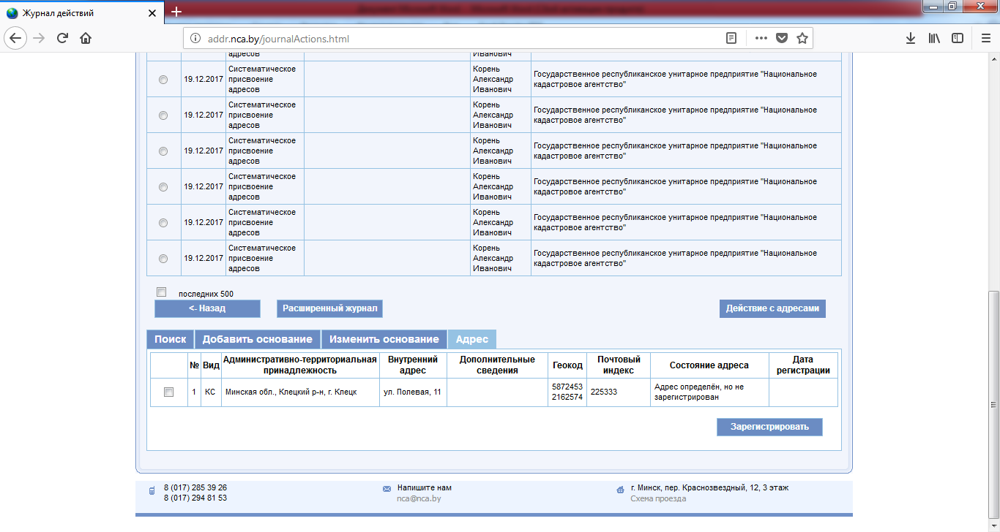 Журнал действий
addr.nca.by/journalActions.html
адресов
Иванович
19.12.2017
Систематическое
присвоение
адресов
Корень
Александр
Иванович
Государственное республиканское унитарное предприятие "Национальное
кадастровое агентство"
19.12.2017
Систематическое
присвоение
адресов
Корень
Александр
Иванович
Государственное республиканское унитарное предприятие "Национальное
кадастровое агентство"
19.12.2017
Систематическое
присвоение
адресов
Корень
Александр
Иванович
Государственное республиканское унитарное предприятие "Национальное
кадастровое агентство"
19.12.2017
Систематическое
присвоение
адресов
Корень
Александр
Иванович
Государственное республиканское унитарное предприятие "Национальное
кадастровое агентство"
19.12.2017
Систематическое
присвоение
адресов
Корень
Александр
Иванович
Государственное республиканское унитарное предприятие "Национальное
кадастровое агентство"
19.12.2017
Систематическое
присвоение
адресов
Корень
Александр
Иванович
Государственное республиканское унитарное предприятие "Национальное
кадастровое агентство"
последних 500
<- Назад
Расширенный журнал
Действие с адресами
Поиск
Добавить основание
Изменить основание
Адрес
№
Вид
Административно-территориальная
принадлежность
Внутренний
адрес
Дополнительные
сведения
Геокод
Почтовый
индекс
Состояние адреса
Дата
регистрации
1
КС
Минская обл., Клецкий р-н, г. Клецк
ул. Полевая, 11
5872453
2162574
225333
Адрес определён, но не
зарегистрирован
Зарегистрировать
8 (017) 285 39 26
8 (017) 294 81 53
Напишите нам
nca@nca.by
г. Минск, пер. Краснозвездный, 12, 3 этаж
Схема проезда